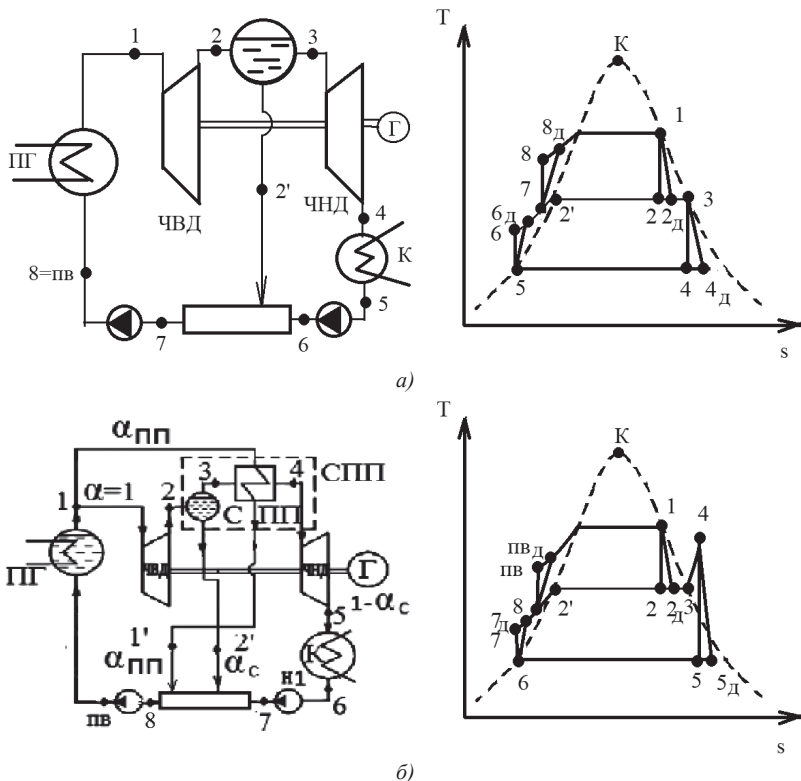 1
2
3
ПГ
ЧВД
ЧНД
Г
2'
4
К
5
8=пв
7
6
T
К
8д
8
1
7
6д
6
2'
2
2д
3
5
4
4д
s
а)
αПП
3
4
СПП
1
α=1
2
С
ПП
ПГ
ЧВД
ЧНД
Г
5
1-αс
1'
αПП
2'
αс
К
н1
пв
8
7
6
T
К
1
4
пвд
пв
8
7д
7
2'
2
2д
3
6
5
5д
s
б)